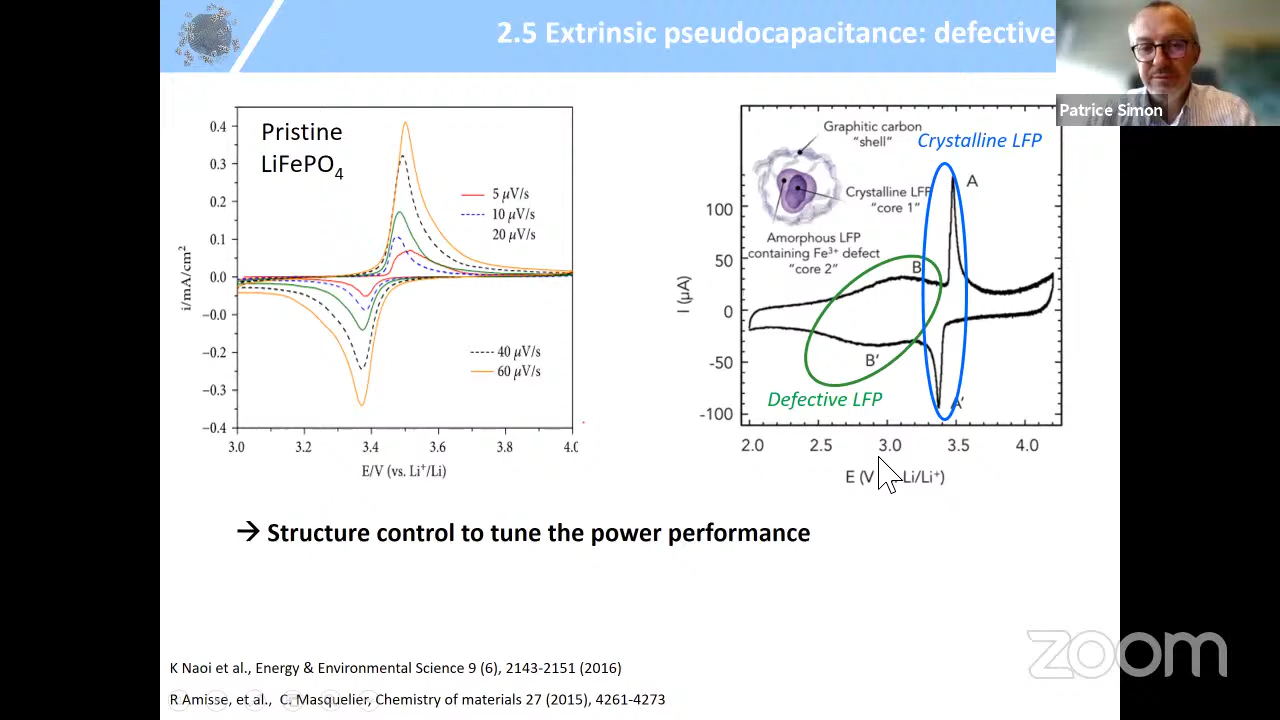 2.5 Extrinsic pseudocapacitance: defective
Patrice Simon
Pristine
LiFePO4
0.4
0.3
0.2
0.1
0.0
−0.0
−0.2
−0.3
−0.4
3.0
3.4
3.6
3.8
4.0
i/mA/cm²
E/V (vs. Li⁺/Li)
5 μV/s
10 μV/s
20 μV/s
40 μV/s
60 μV/s
Graphitic carbon
"shell"
Crystalline LFP
Crystalline LFP
"core 1"
Amorphous LFP
containing Fe³⁺ defect
"core 2"
A
B
B'
A'
Defective LFP
100
50
0
-50
-100
I (µA)
2.0
2.5
3.0
3.5
4.0
E (V Li/Li⁺)
→ Structure control to tune the power performance
zoom
K Naoi et al., Energy & Environmental Science 9 (6), 2143-2151 (2016)
R Amisse, et al., C. Masquelier, Chemistry of materials 27 (2015), 4261-4273